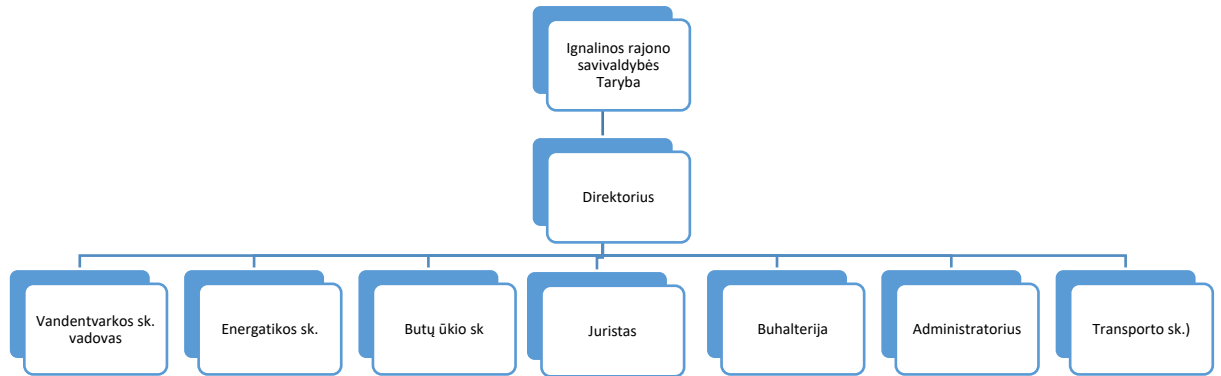 Ignalinos rajono
savivaldybės
Taryba
Direktorius
Vandentvarkos sk.
vadovas
Energatikos sk.
Butų ūkio sk
Juristas
Buhalterija
Administratorius
Transporto sk.)